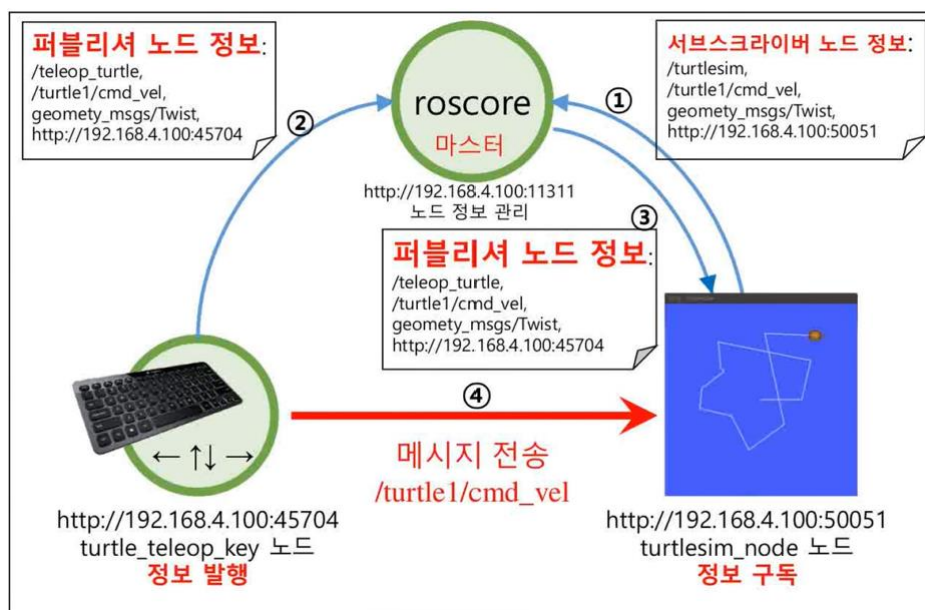 퍼블리셔 노드 정보:
/teleop_turtle,
/turtle1/cmd_vel,
geomety_msgs/Twist,
http://192.168.4.100:45704
②
roscore
마스터
http://192.168.4.100:11311
노드 정보 관리
①
서브스크라이버 노드 정보:
/turtlesim,
/turtle1/cmd_vel,
geomety_msgs/Twist,
http://192.168.4.100:50051
③
퍼블리셔 노드 정보:
/teleop_turtle,
/turtle1/cmd_vel,
geomety_msgs/Twist,
http://192.168.4.100:45704
← ↑↓ →
④
메시지 전송
/turtle1/cmd_vel
http://192.168.4.100:45704
turtle_teleop_key 노드
정보 발행
http://192.168.4.100:50051
turtlesim_node 노드
정보 구독